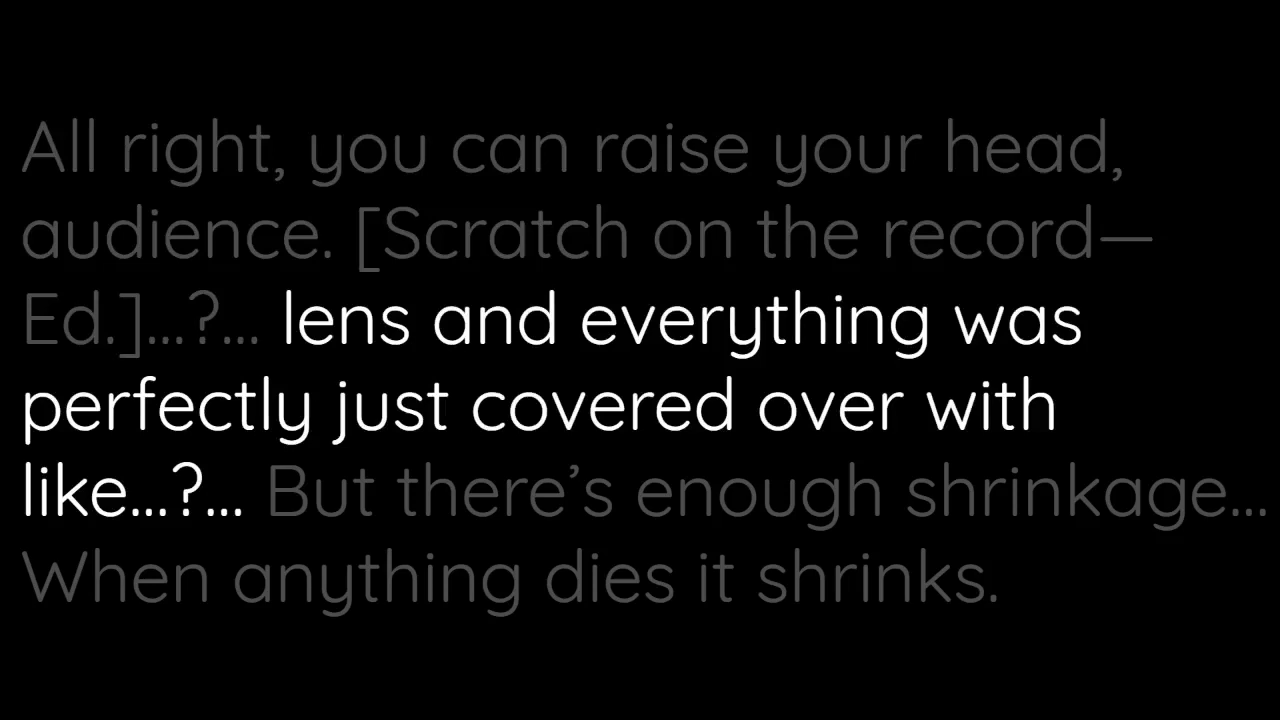 All right, you can raise your head,
audience. [Scratch on the record—
Ed.]...?... lens and everything was
perfectly just covered over with
like...?... But there’s enough shrinkage...
When anything dies it shrinks.